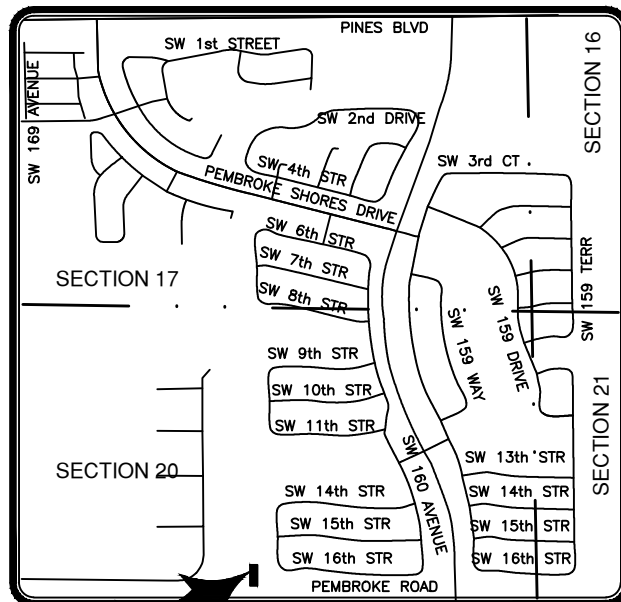 PINES BLVD
SW 1st STREET
SECTION 16
SW 169 AVENUE
SW 2nd DRIVE
SW 3rd CT
SW 4th STR
PEMBROKE SHORES DRIVE
SW 6th STR
SW 7th STR
SECTION 17
SW 8th STR
SW 159 TERR
SW 159 DRIVE
SW 159 WAY
SW 9th STR
SW 10th STR
SW 11th STR
SECTION 21
SW 160 AVENUE
SW 13th STR
SECTION 20
SW 14th STR
SW 14th STR
SW 15th STR
SW 15th STR
SW 16th STR
SW 16th STR
PEMBROKE ROAD